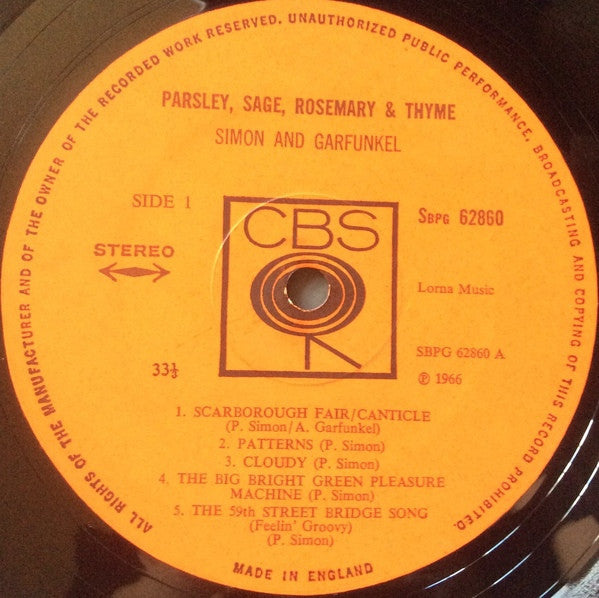 ALL RIGHTS OF THE MANUFACTURER AND OF THE OWNER OF THE RECORDED WORK RESERVED. UNAUTHORIZED PUBLIC PERFORMANCE, BROADCASTING AND COPYING OF THIS RECORD PROHIBITED.
PARSLEY, SAGE, ROSEMARY & THYME
SIMON AND GARFUNKEL
SIDE 1
CBS
SBPG 62860
STEREO
Lorna Music
33⅓
SBPG 62860 A
℗ 1966
1. SCARBOROUGH FAIR/CANTICLE
(P. Simon/A. Garfunkel)
2. PATTERNS (P. Simon)
3. CLOUDY (P. Simon)
4. THE BIG BRIGHT GREEN PLEASURE
MACHINE (P. Simon)
5. THE 59th STREET BRIDGE SONG
(Feelin' Groovy)
(P. Simon)
MADE IN ENGLAND